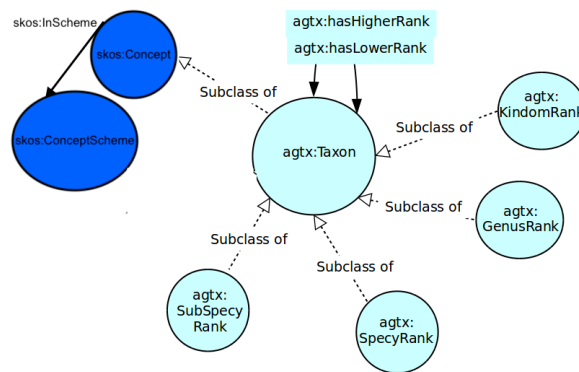 skos:InScheme
skos:Concept
skos:ConceptScheme
agtx:hasHigherRank
agtx:hasLowerRank
Subclass of
agtx:Taxon
Subclass of
agtx:
KindomRank
Subclass of
agtx:
GenusRank
Subclass of
Subclass of
agtx:
SubSpecy
Rank
agtx:
SpecyRank